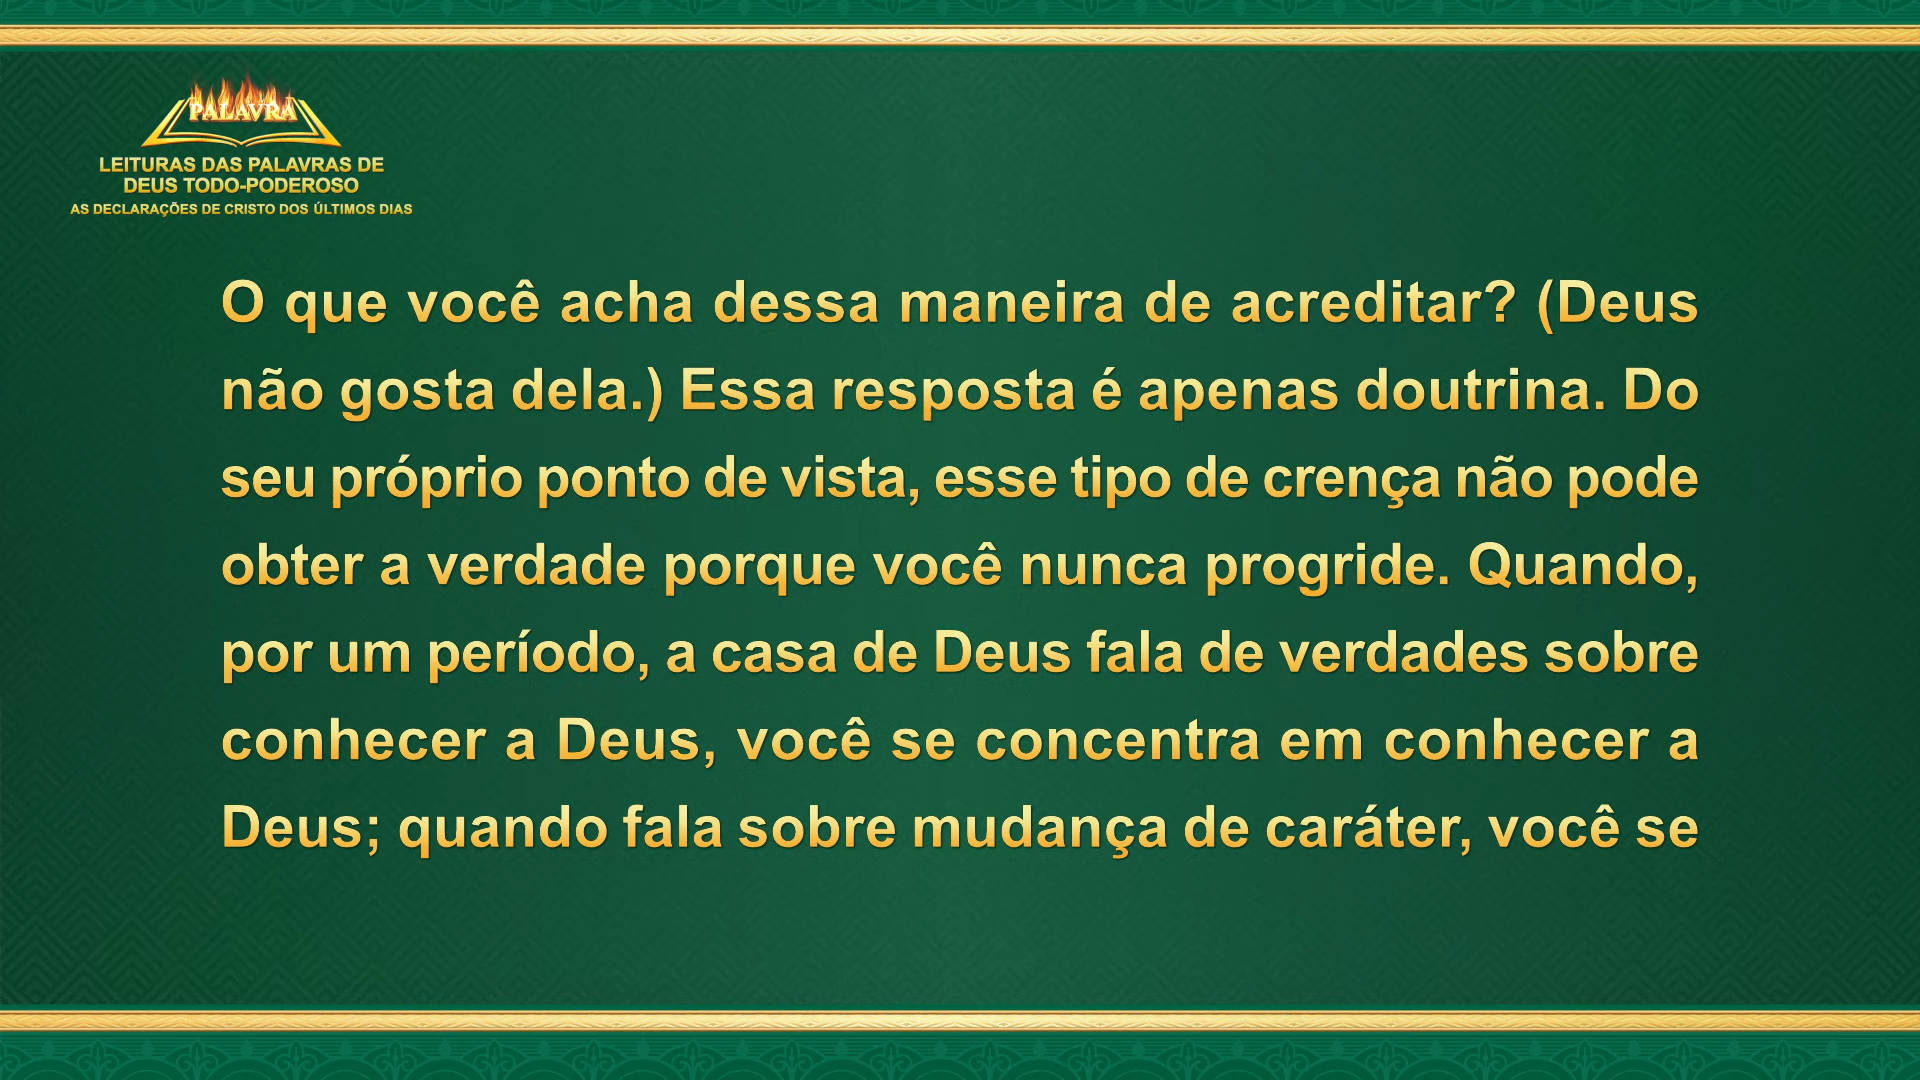 PALAVRA
LEITURAS DAS PALAVRAS DE
DEUS TODO-PODEROSO
AS DECLARAÇÕES DE CRISTO DOS ÚLTIMOS DIAS
O que você acha dessa maneira de acreditar? (Deus
não gosta dela.) Essa resposta é apenas doutrina. Do
seu próprio ponto de vista, esse tipo de crença não pode
obter a verdade porque você nunca progride. Quando,
por um período, a casa de Deus fala de verdades sobre
conhecer a Deus, você se concentra em conhecer a
Deus; quando fala sobre mudança de caráter, você se